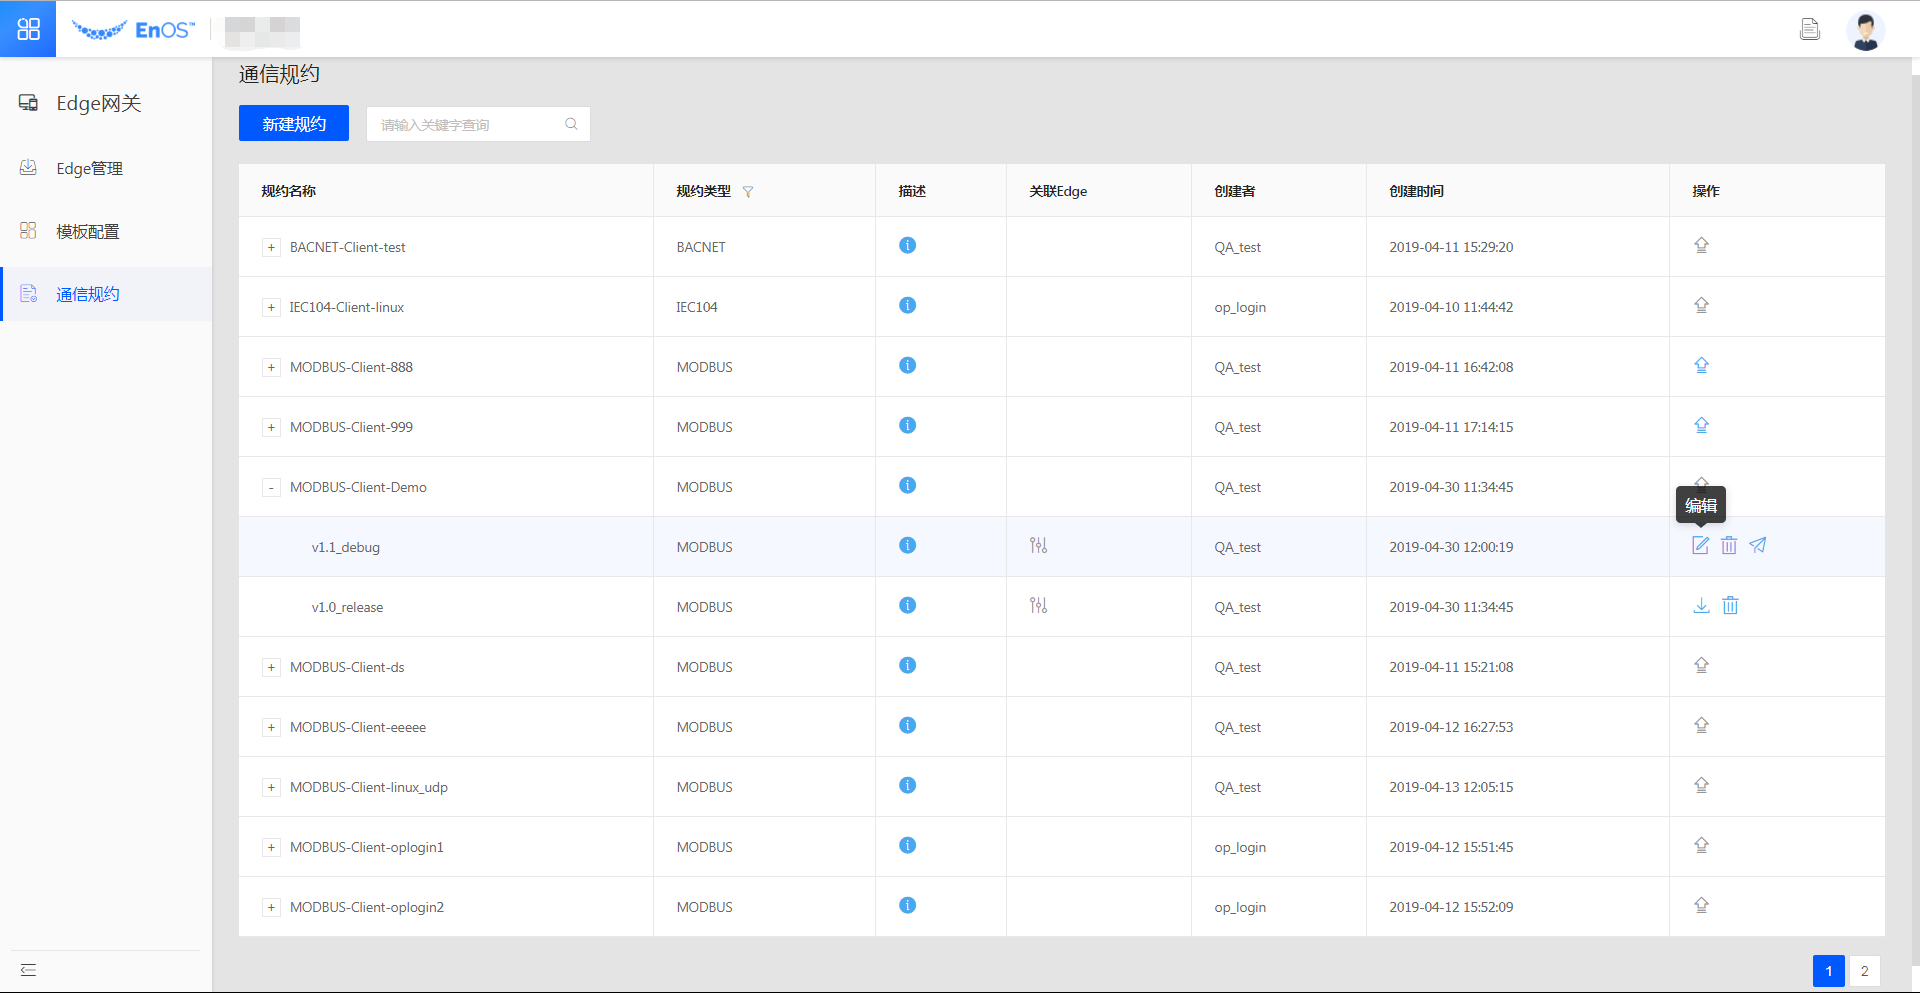 EnOS™
通信规约
Edge网关
Edge管理
模板配置
通信规约
新建规约 请输入关键字查询
规约名称 规约类型 描述 关联Edge 创建者 创建时间 操作
+ BACNET-Client-test BACNET i QA_test 2019-04-11 15:29:20
+ IEC104-Client-linux IEC104 i op_login 2019-04-10 11:44:42
+ MODBUS-Client-888 MODBUS i QA_test 2019-04-11 16:42:08
+ MODBUS-Client-999 MODBUS i QA_test 2019-04-11 17:14:15
- MODBUS-Client-Demo MODBUS i QA_test 2019-04-30 11:34:45
编辑
v1.1_debug MODBUS i QA_test 2019-04-30 12:00:19
v1.0_release MODBUS i QA_test 2019-04-30 11:34:45
+ MODBUS-Client-ds MODBUS i QA_test 2019-04-11 15:21:08
+ MODBUS-Client-eeeee MODBUS i QA_test 2019-04-12 16:27:53
+ MODBUS-Client-linux_udp MODBUS i QA_test 2019-04-13 12:05:15
+ MODBUS-Client-oplogin1 MODBUS i op_login 2019-04-12 15:51:45
+ MODBUS-Client-oplogin2 MODBUS i op_login 2019-04-12 15:52:09
1 2